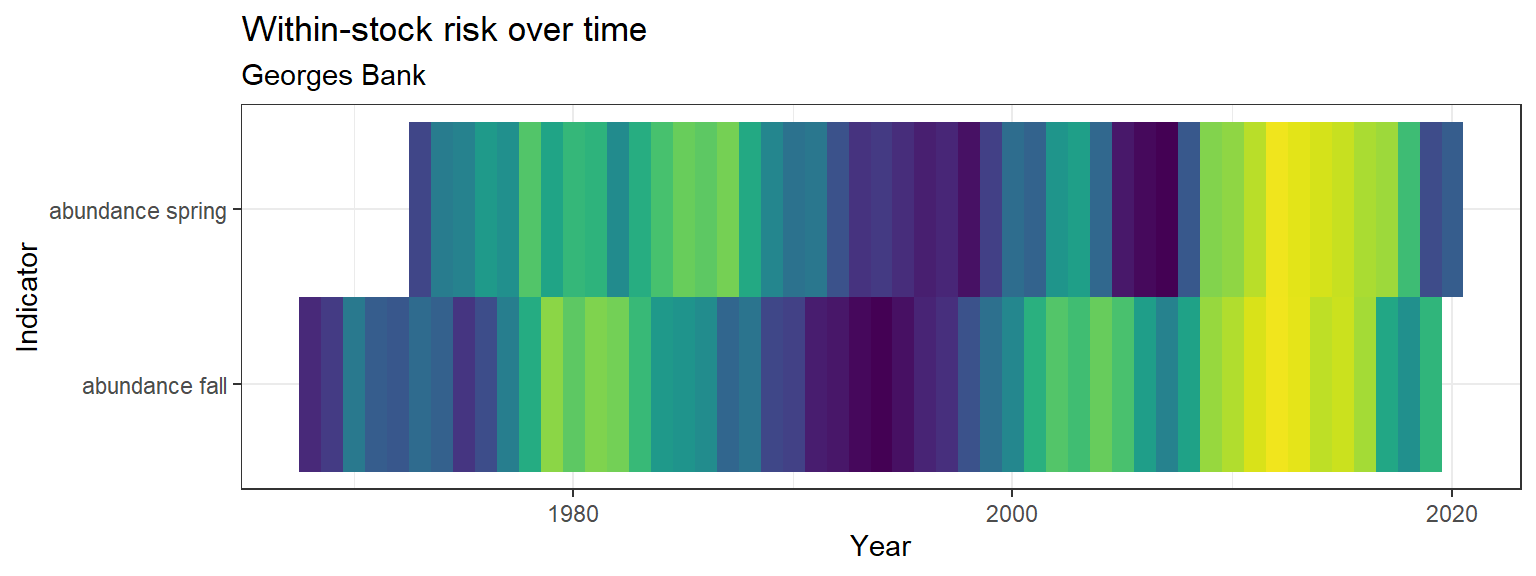 Within-stock risk over time
Georges Bank
Indicator
abundance spring
abundance fall
1980
2000
2020
Year